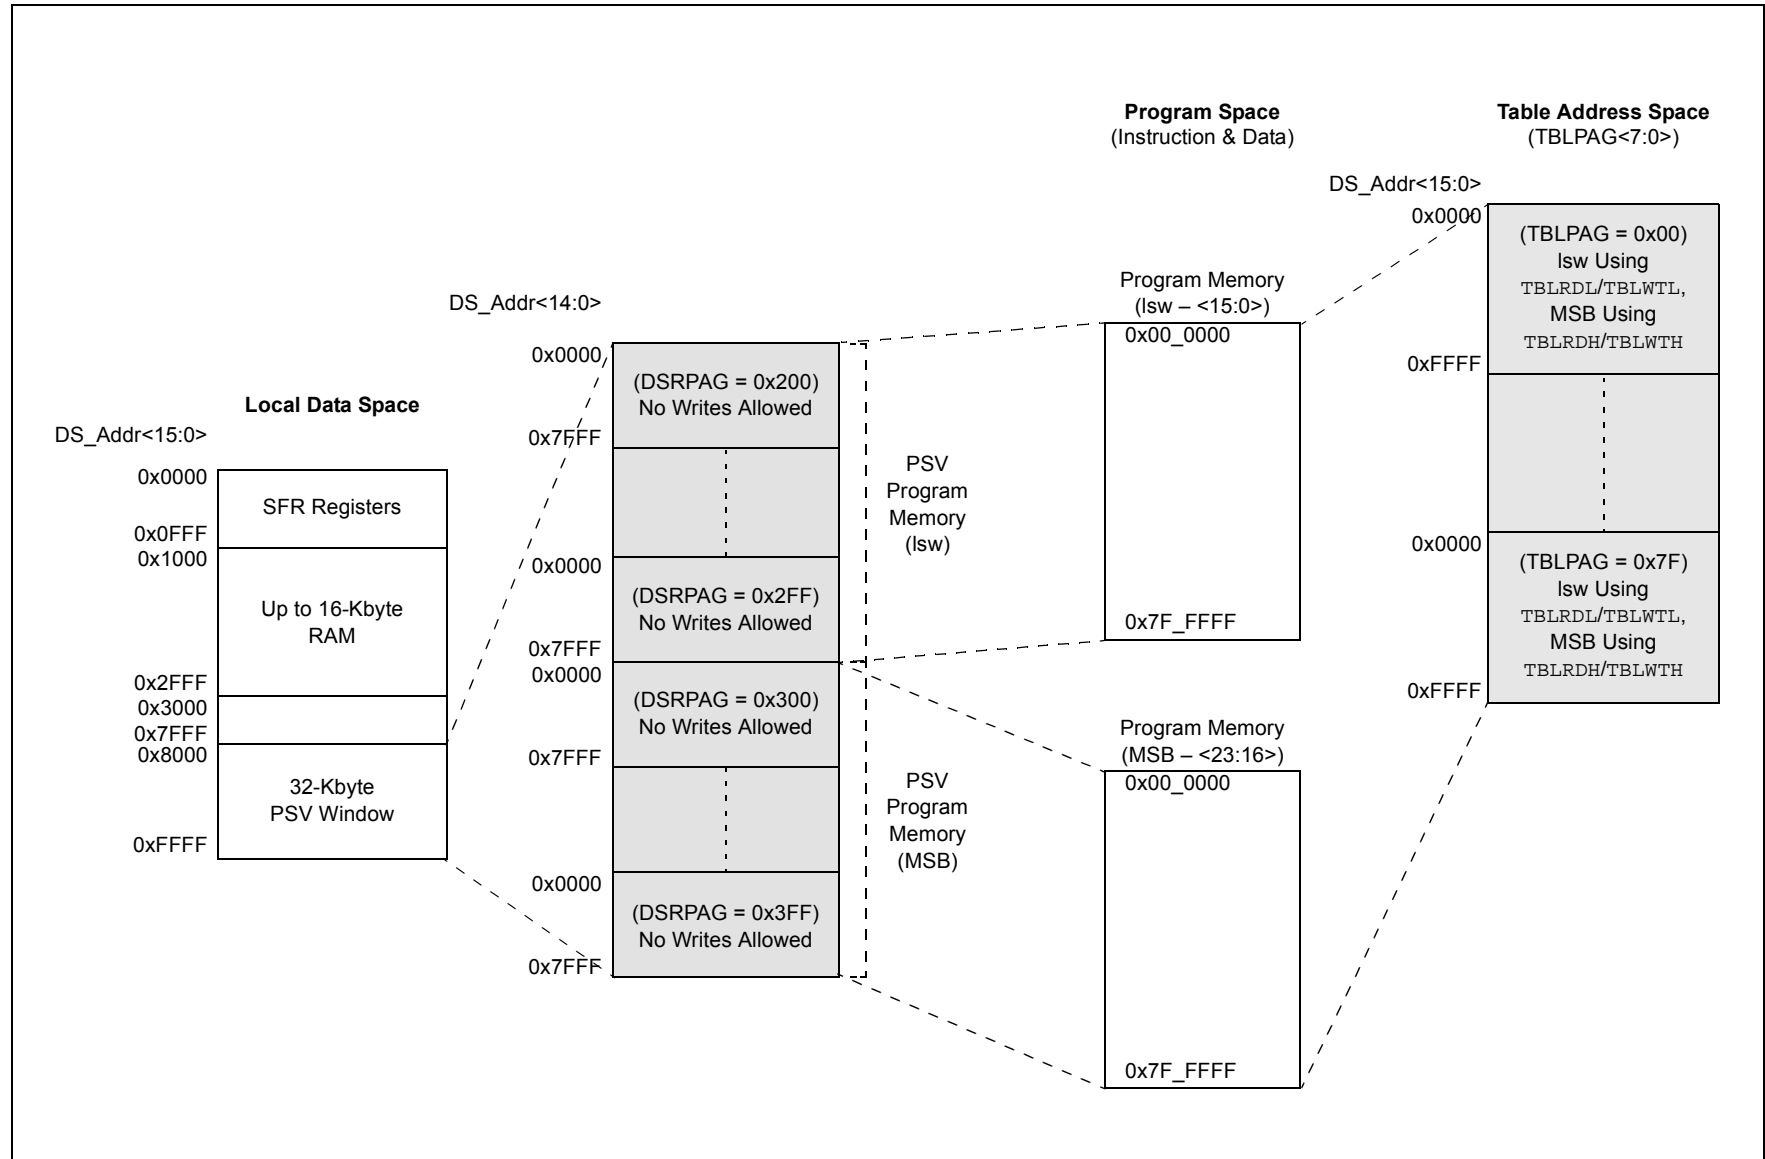 Local Data Space
DS_Addr<15:0>
0x0000
SFR Registers
0x0FFF
0x1000
Up to 16-Kbyte
RAM
0x2FFF
0x3000
0x7FFF
0x8000
32-Kbyte
PSV Window
0xFFFF
DS_Addr<14:0>
0x0000
(DSRPAG = 0x200)
No Writes Allowed
0x7FFF
0x0000
(DSRPAG = 0x2FF)
No Writes Allowed
0x7FFF
0x0000
(DSRPAG = 0x300)
No Writes Allowed
0x7FFF
0x0000
(DSRPAG = 0x3FF)
No Writes Allowed
0x7FFF
PSV
Program
Memory
(lsw)
PSV
Program
Memory
(MSB)
Program Space
(Instruction & Data)
Program Memory
(lsw – <15:0>)
0x00_0000
0x7F_FFFF
Program Memory
(MSB – <23:16>)
0x00_0000
0x7F_FFFF
Table Address Space
(TBLPAG<7:0>)
DS_Addr<15:0>
0x0000
(TBLPAG = 0x00)
lsw Using
TBLRDL/TBLWTL,
MSB Using
TBLRDH/TBLWTH
0xFFFF
0x0000
(TBLPAG = 0x7F)
lsw Using
TBLRDL/TBLWTL,
MSB Using
TBLRDH/TBLWTH
0xFFFF